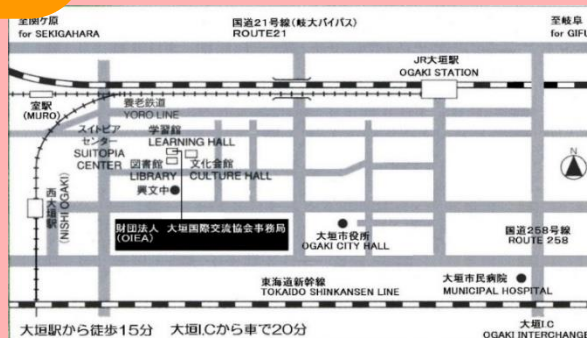 至関ケ原
for SEKIGAHARA
国道21号線(岐大バイパス)
ROUTE21
至岐阜
for GIFU
JR大垣駅
OGAKI STATION
室駅
(MURO)
養老鉄道
YORO LINE
スイトピア
センター
SUITOPIA
CENTER
学習館
LEARNING HALL
図書館
LIBRARY
文化会館
CULTURE HALL
興文中
N
西大垣駅
(NISHI OGAKI)
財団法人 大垣国際交流協会事務局
(OIEA)
大垣市役所
OGAKI CITY HALL
国道258号線
ROUTE 258
東海道新幹線
TOKAIDO SHINKANSEN LINE
大垣市民病院
MUNICIPAL HOSPITAL
大垣駅から徒歩15分 大垣I.Cから車で20分
大垣I.C
OGAKI INTERCHANGE